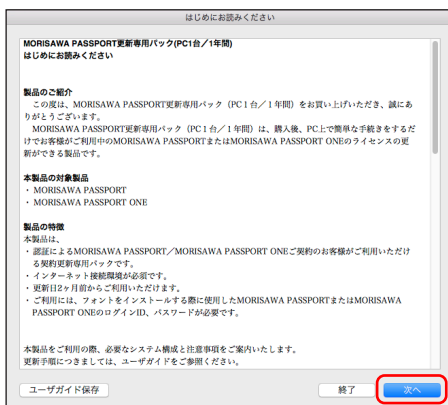 はじめにお読みください
MORISAWA PASSPORT更新専用パック(PC1台／1年間)
はじめにお読みください
製品のご紹介
この度は、MORISAWA PASSPORT更新専用パック（PC１台／１年間）をお買い上げいただき、誠にあ
りがとうございます。
MORISAWA PASSPORT更新専用パック（PC１台／１年間）は、購入後、PC上で簡単な手続きをするだ
けでお客様がご利用中のMORISAWA PASSPORTまたはMORISAWA PASSPORT ONEのライセンスの更
新ができる製品です。
本製品の対象製品
・ MORISAWA PASSPORT
・ MORISAWA PASSPORT ONE
製品の特徴
本製品は、
・認証によるMORISAWA PASSPORT／MORISAWA PASSPORT ONEご契約のお客様がご利用いただけ
る契約更新専用パックです。
・インターネット接続環境が必須です。
・更新日2ヶ月前からご利用いただけます。
・ご利用には、フォントをインストールする際に使用したMORISAWA PASSPORTまたはMORISAWA
PASSPORT ONEのログインID、パスワードが必要です。
本製品をご利用の際、必要なシステム構成と注意事項をご案内いたします。
更新手順につきましては、ユーザガイドをご参照ください。
ユーザガイド保存 終了 次へ